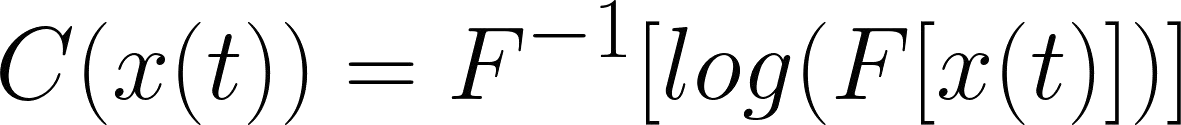 C(x(t)) = F⁻¹[log(F[x(t)])]